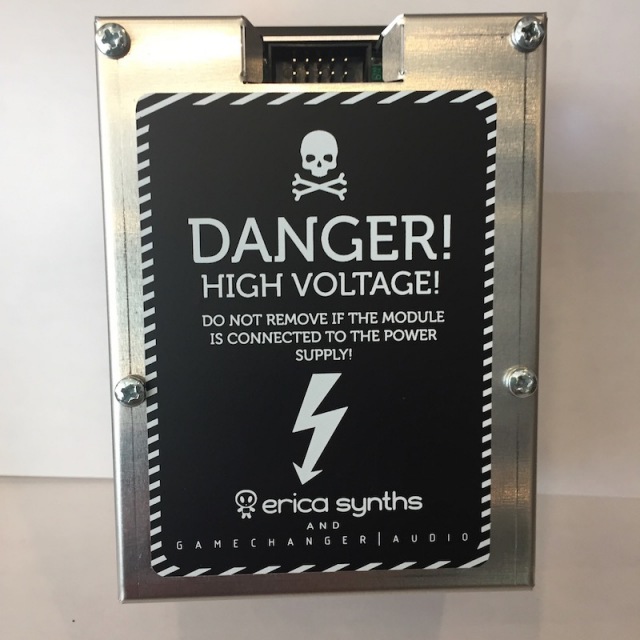 DANGER!
HIGH VOLTAGE!
DO NOT REMOVE IF THE MODULE
IS CONNECTED TO THE POWER
SUPPLY!
erica synths
AND
GAMECHANGER|AUDIO